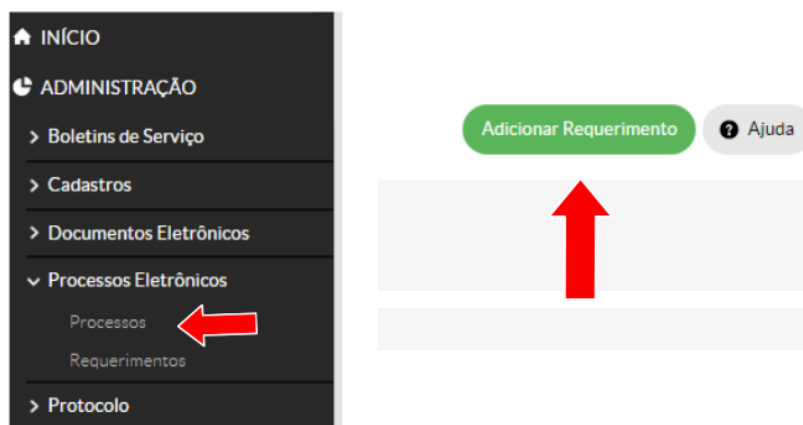 INÍCIO
ADMINISTRAÇÃO
Boletins de Serviço
Cadastros
Documentos Eletrônicos
Processos Eletrônicos
Processos
Requerimentos
Protocolo
Adicionar Requerimento
Ajuda